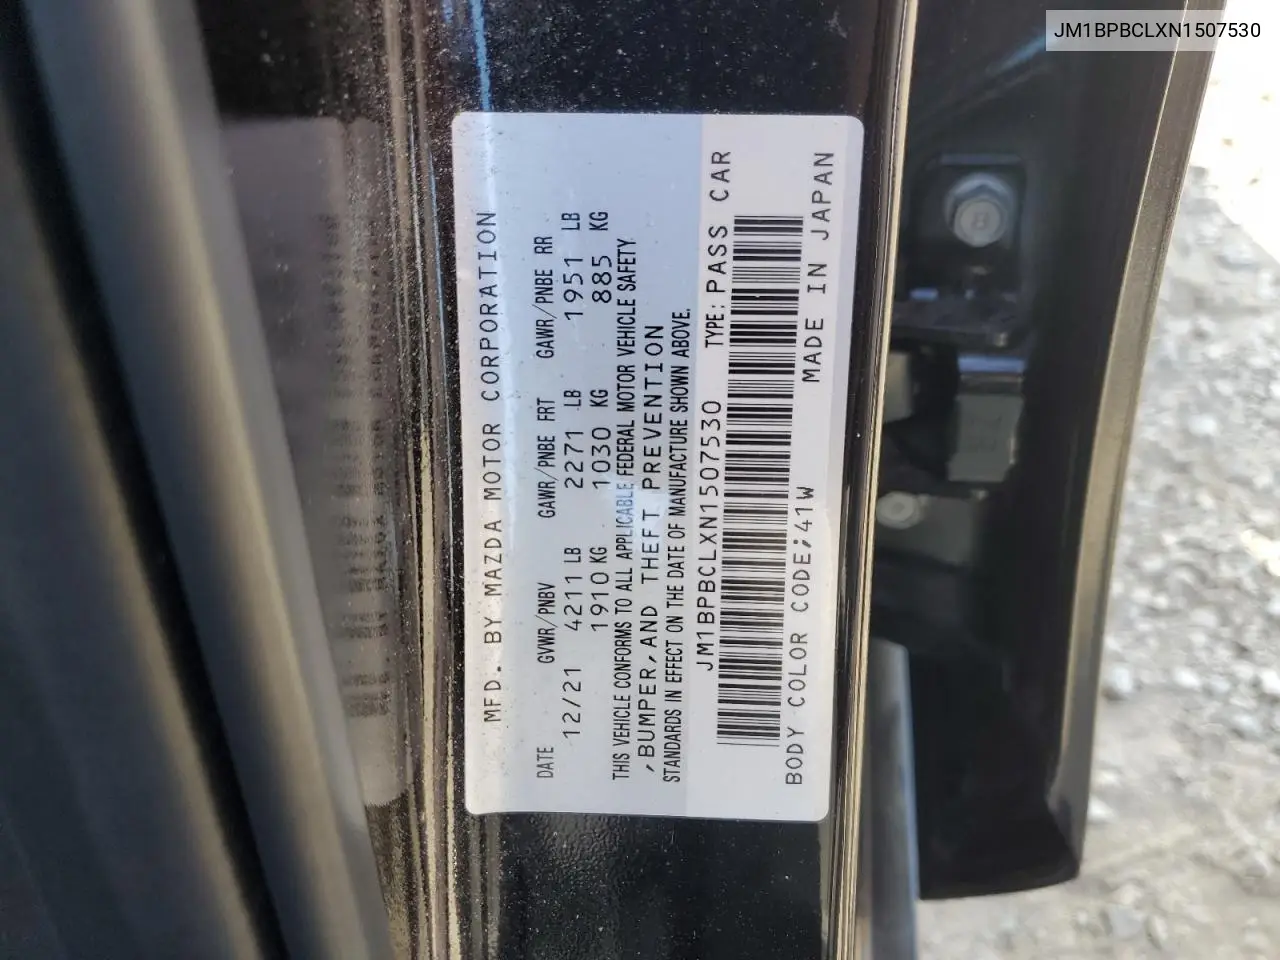 JM1BPBCLXN1507530
MFD. BY MAZDA MOTOR CORPORATION
DATE GVWR/PNBV GAWR/PNBE FRT GAWR/PNBE RR
12/21 4211 LB 2271 LB 1951 LB
1910 KG 1030 KG 885 KG
THIS VEHICLE CONFORMS TO ALL APPLICABLE FEDERAL MOTOR VEHICLE SAFETY
,BUMPER,AND THEFT PREVENTION
STANDARDS IN EFFECT ON THE DATE OF MANUFACTURE SHOWN ABOVE.
JM1BPBCLXN1507530 TYPE: PASS CAR
BODY COLOR CODE;41W MADE IN JAPAN